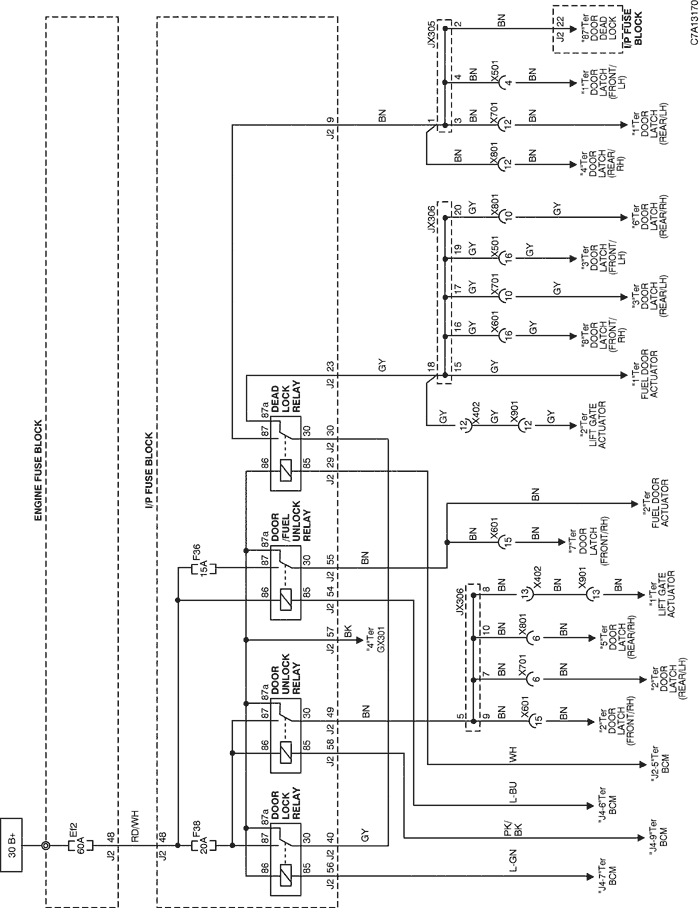 C7A13170
ENGINE FUSE BLOCK
30 B+
Ef2
60A
J2 48
RD/WH
I/P FUSE BLOCK
J2 48
F38
20A
F36
15A
DOOR
LOCK
RELAY
87a
87
86
30
85
J2 40
J2 56
DOOR
UNLOCK
RELAY
87a
87
86
30
85
J2 49
J2 58
J2 57
BK
"4"Ter
GX301
DOOR
/FUEL
UNLOCK
RELAY
87a
87
86
30
85
J2 55
J2 54
DEAD
LOCK
RELAY
87a
87
86
30
85
J2 30
J2 29
J2 23
J2 9
GY
BN
BN
GY
BN
JX305
1
2
BN
J2 22
"87"Ter
DOOR
DEAD
LOCK
I/P FUSE
BLOCK
4
BN
X501
4
BN
"1"Ter
DOOR
LATCH
(FRONT/
LH)
3
BN
X701
12
BN
"1"Ter
DOOR
LATCH
(REAR/LH)
BN
X801
12
BN
"4"Ter
DOOR
LATCH
(REAR/
RH)
JX306
18
20
GY
X801
10
GY
"6"Ter
DOOR
LATCH
(REAR/RH)
19
GY
X501
16
GY
"3"Ter
DOOR
LATCH
(FRONT/
LH)
17
GY
X701
10
GY
"3"Ter
DOOR
LATCH
(REAR/LH)
16
GY
X601
16
GY
"8"Ter
DOOR
LATCH
(FRONT/
RH)
15
"1"Ter
FUEL DOOR
ACTUATOR
GY
X402
12
GY
X901
12
GY
"2"Ter
LIFT GATE
ACTUATOR
BN
"2"Ter
FUEL DOOR
ACTUATOR
X601
15
BN
"7"Ter
DOOR
LATCH
(FRONT/RH)
JX306
5
8
BN
X402
13
BN
X901
13
BN
"1"Ter
LIFT GATE
ACTUATOR
10
BN
X801
6
BN
"5"Ter
DOOR
LATCH
(REAR/RH)
7
BN
X701
6
BN
"2"Ter
DOOR
LATCH
(REAR/LH)
9
BN
X601
15
BN
"2"Ter
DOOR
LATCH
(FRONT/RH)
WH
"J2-5"Ter
BCM
L-BU
"J4-6"Ter
BCM
PK/
BK
"J4-9"Ter
BCM
L-GN
"J4-7"Ter
BCM